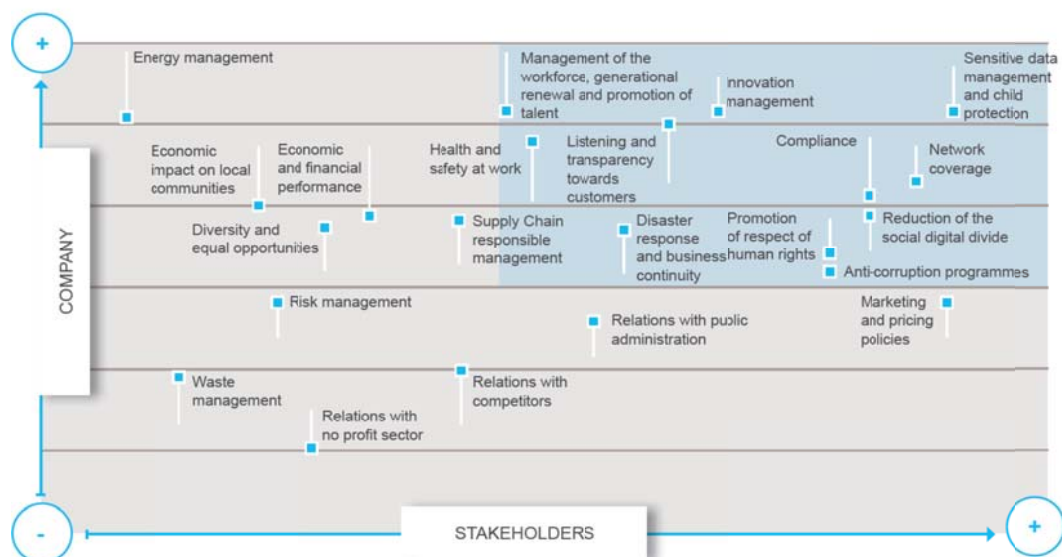 +
Energy management
Management of the
workforce, generational
renewal and promotion of
talent
Innovation
management
Sensitive data
management
and child
protection
Economic
impact on local
communities
Economic
and financial
performance
Health and
safety at work
Listening and
transparency
towards
customers
Compliance
Network
coverage
Diversity and
equal opportunities
Supply Chain
responsible
management
Disaster
response
and business
continuity
Promotion
of respect of
human rights
Reduction of the
social digital divide
Anti-corruption programmes
COMPANY
Risk management
Relations with public
administration
Marketing
and pricing
policies
Waste
management
Relations with
competitors
Relations with
no profit sector
-
STAKEHOLDERS
+